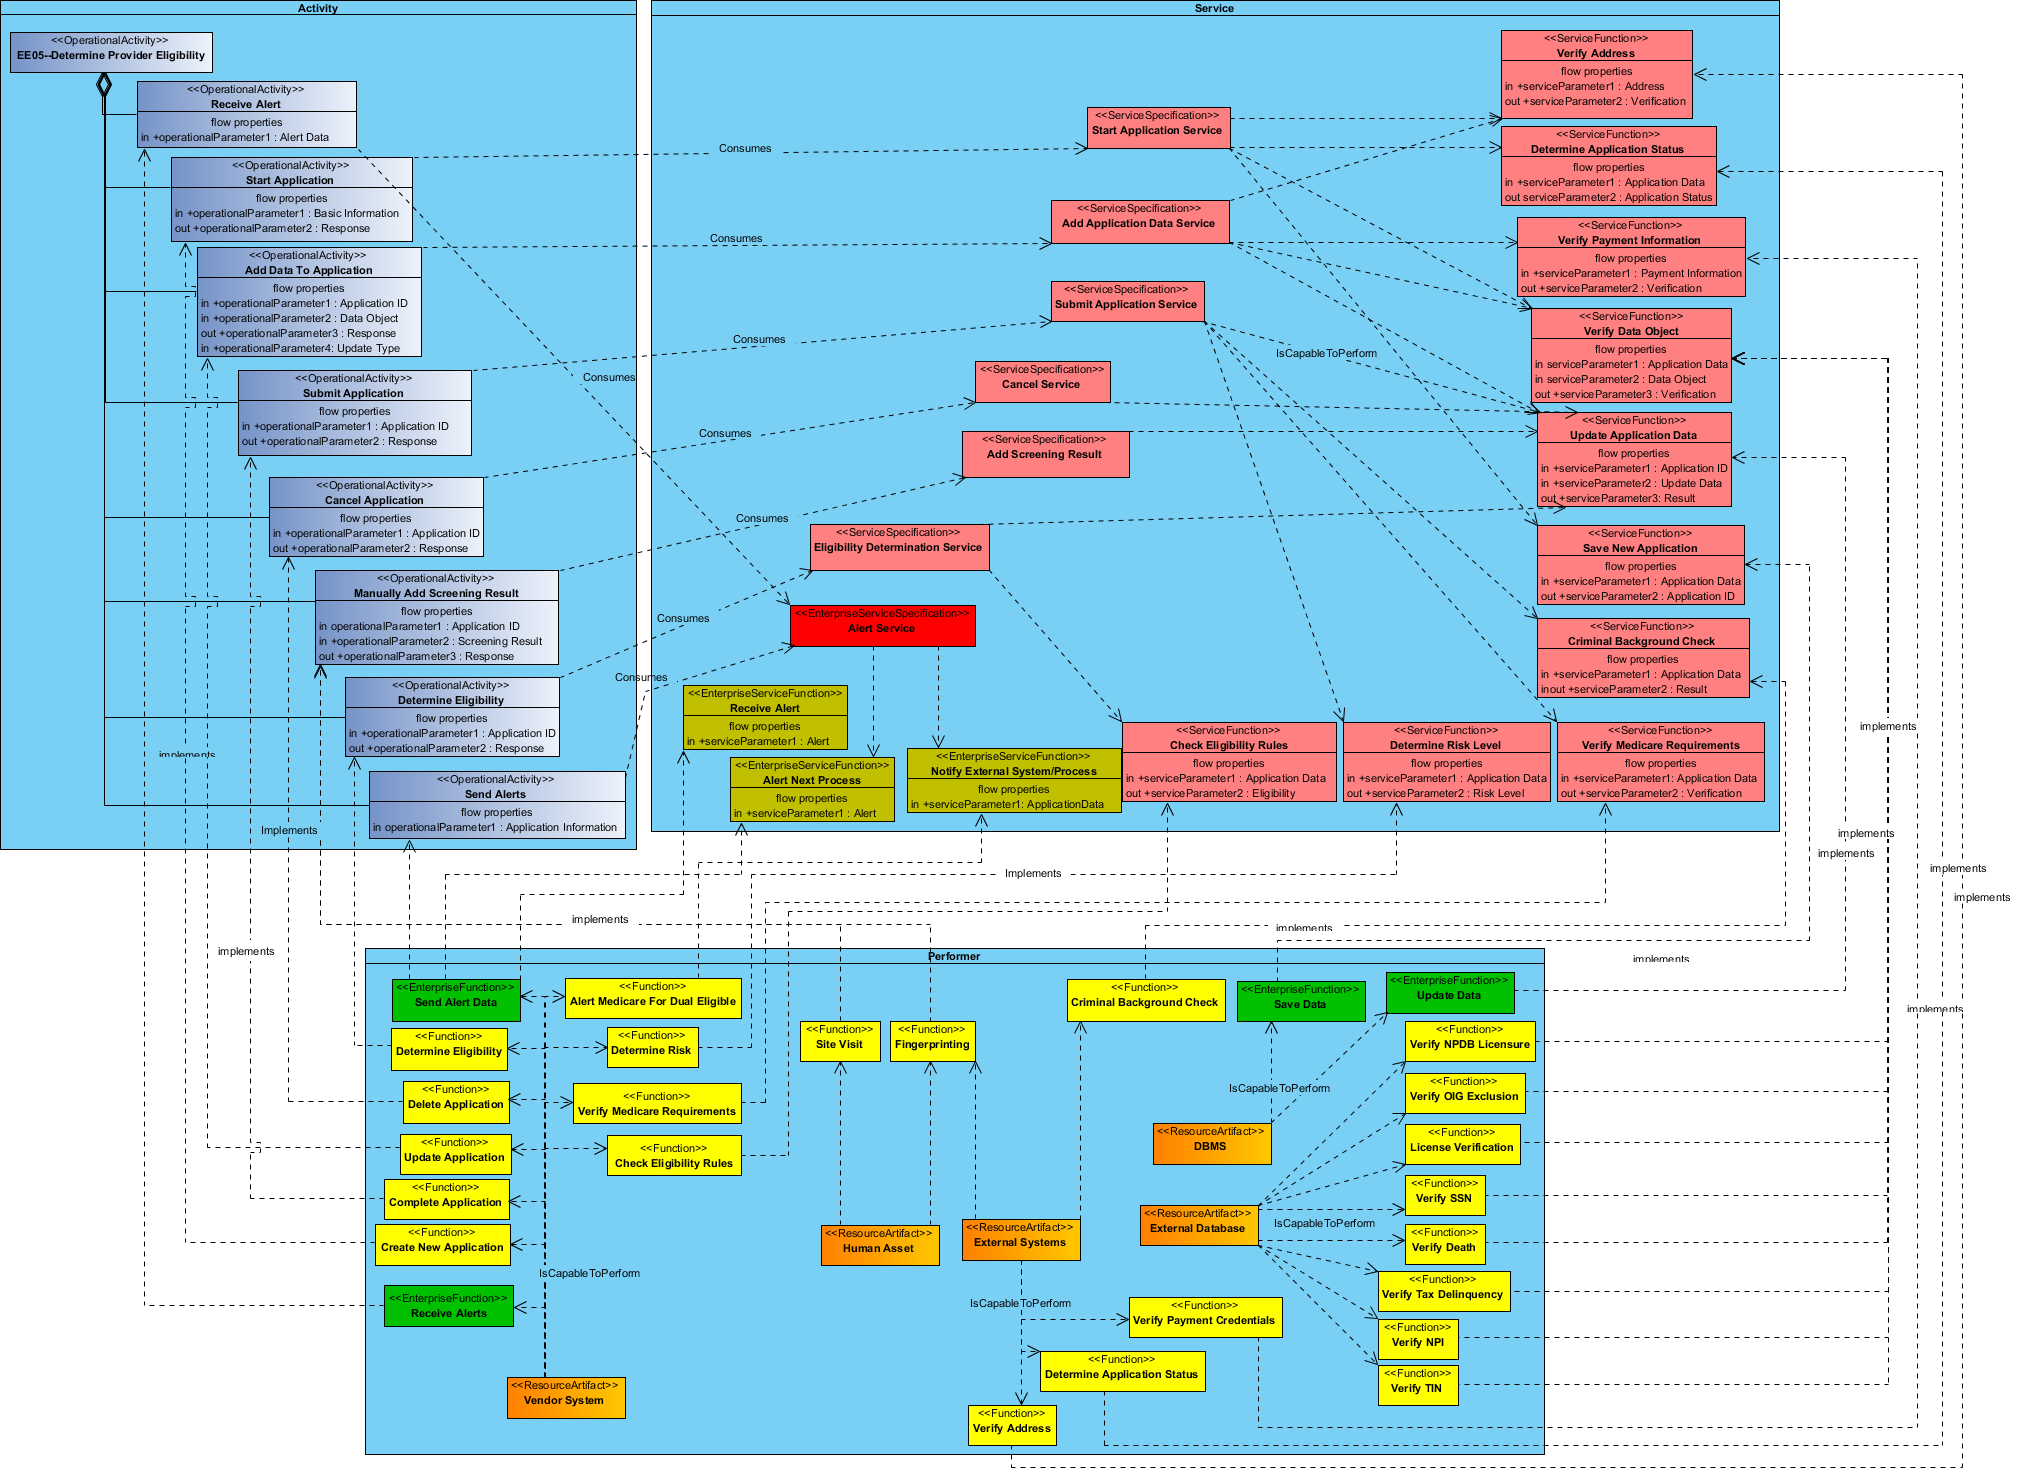 Activity
<<OperationalActivity>>
EE05--Determine Provider Eligibility
<<OperationalActivity>>
Receive Alert
flow properties
in +operationalParameter1 : Alert Data
<<OperationalActivity>>
Start Application
flow properties
in +operationalParameter1 : Basic Information
out +operationalParameter2 : Response
<<OperationalActivity>>
Add Data To Application
flow properties
in +operationalParameter1 : Application ID
in +operationalParameter2 : Data Object
out +operationalParameter3 : Response
in +operationalParameter4: Update Type
<<OperationalActivity>>
Submit Application
flow properties
in +operationalParameter1 : Application ID
out +operationalParameter2 : Response
<<OperationalActivity>>
Cancel Application
flow properties
in +operationalParameter1 : Application ID
out +operationalParameter2 : Response
<<OperationalActivity>>
Manually Add Screening Result
flow properties
in operationalParameter1 : Application ID
in +operationalParameter2 : Screening Result
out +operationalParameter3 : Response
<<OperationalActivity>>
Determine Eligibility
flow properties
in +operationalParameter1 : Application ID
out +operationalParameter2 : Response
<<OperationalActivity>>
Send Alerts
flow properties
in operationalParameter1 : Application Information
implements
Implements
implements
implements
Implements
Consumes
Consumes
Consumes
Consumes
Consumes
Consumes
Consumes
Consumes
Service
<<ServiceSpecification>>
Start Application Service
<<ServiceSpecification>>
Add Application Data Service
<<ServiceSpecification>>
Submit Application Service
IsCapableToPerform
<<ServiceSpecification>>
Cancel Service
<<ServiceSpecification>>
Add Screening Result
<<ServiceSpecification>>
Eligibility Determination Service
<<EnterpriseServiceSpecification>>
Alert Service
<<EnterpriseServiceFunction>>
Receive Alert
flow properties
in +serviceParameter1 : Alert
<<EnterpriseServiceFunction>>
Alert Next Process
flow properties
in +serviceParameter1 : Alert
<<EnterpriseServiceFunction>>
Notify External System/Process
flow properties
in +serviceParameter1: ApplicationData
<<ServiceFunction>>
Check Eligibility Rules
flow properties
in +serviceParameter1 : Application Data
out +serviceParameter2 : Eligibility
<<ServiceFunction>>
Determine Risk Level
flow properties
in +serviceParameter1 : Application Data
out +serviceParameter2 : Risk Level
<<ServiceFunction>>
Verify Medicare Requirements
flow properties
in +serviceParameter1: Application Data
out +serviceParameter2 : Verification
<<ServiceFunction>>
Verify Address
flow properties
in +serviceParameter1 : Address
out +serviceParameter2 : Verification
<<ServiceFunction>>
Determine Application Status
flow properties
in +serviceParameter1 : Application Data
out serviceParameter2 : Application Status
<<ServiceFunction>>
Verify Payment Information
flow properties
in +serviceParameter1 : Payment Information
out +serviceParameter2 : Verification
<<ServiceFunction>>
Verify Data Object
flow properties
in serviceParameter1 : Application Data
in serviceParameter2 : Data Object
out +serviceParameter3 : Verification
<<ServiceFunction>>
Update Application Data
flow properties
in +serviceParameter1 : Application ID
in +serviceParameter2 : Update Data
out +serviceParameter3: Result
<<ServiceFunction>>
Save New Application
flow properties
in +serviceParameter1 : Application Data
out +serviceParameter2 : Application ID
<<ServiceFunction>>
Criminal Background Check
flow properties
in +serviceParameter1 : Application Data
inout +serviceParameter2 : Result
implements
implements
implements
implements
implements
implements
implements
implements
Performer
<<EnterpriseFunction>>
Send Alert Data
<<Function>>
Alert Medicare For Dual Eligible
<<Function>>
Determine Eligibility
<<Function>>
Determine Risk
<<Function>>
Delete Application
<<Function>>
Verify Medicare Requirements
<<Function>>
Update Application
<<Function>>
Check Eligibility Rules
<<Function>>
Complete Application
<<Function>>
Create New Application
IsCapableToPerform
<<EnterpriseFunction>>
Receive Alerts
<<ResourceArtifact>>
Vendor System
<<Function>>
Site Visit
<<Function>>
Fingerprinting
<<ResourceArtifact>>
Human Asset
<<ResourceArtifact>>
External Systems
IsCapableToPerform
<<Function>>
Criminal Background Check
<<EnterpriseFunction>>
Save Data
<<EnterpriseFunction>>
Update Data
IsCapableToPerform
<<ResourceArtifact>>
DBMS
<<ResourceArtifact>>
External Database
IsCapableToPerform
<<Function>>
Verify NPDB Licensure
<<Function>>
Verify OIG Exclusion
<<Function>>
License Verification
<<Function>>
Verify SSN
<<Function>>
Verify Death
<<Function>>
Verify Tax Delinquency
<<Function>>
Verify NPI
<<Function>>
Verify TIN
<<Function>>
Verify Payment Credentials
<<Function>>
Determine Application Status
<<Function>>
Verify Address